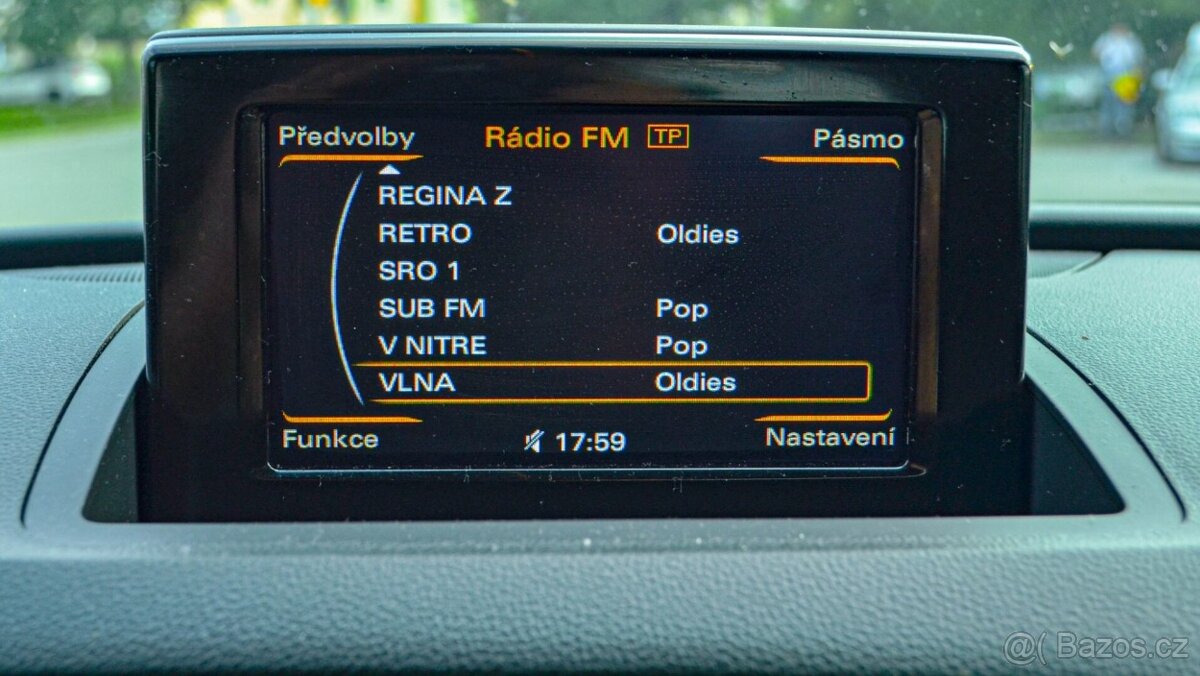 Předvolby Rádio FM TP Pásmo
REGINA Z
RETRO Oldies
SRO 1
SUB FM Pop
V NITRE Pop
VLNA Oldies
Funkce 17:59 Nastavení
@( Bazos.cz